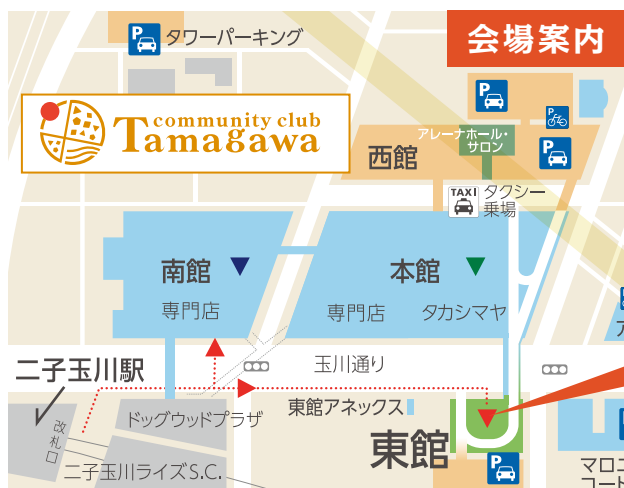 会場案内
P
タワーパーキング
community club
Tamagawa
P
アレーナホール・
サロン
P
P
西館
TAXI
タクシー
乗場
南館
本館
専門店
専門店
タカシマヤ
二子玉川駅
玉川通り
改札口
ドッグウッドプラザ
東館アネックス
東館
二子玉川ライズS.C.
P
マロニ
コート